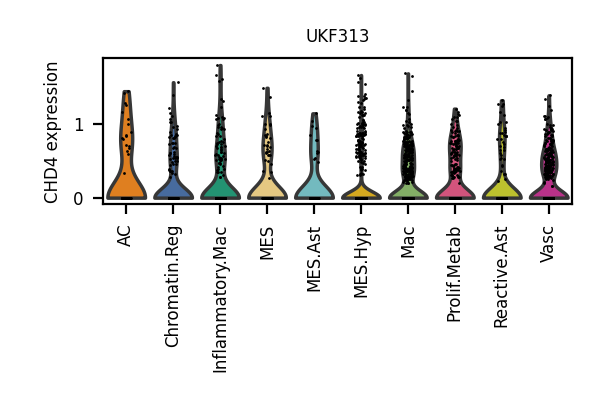 UKF313
CHD4 expression
1
0
AC
Chromatin.Reg
Inflammatory.Mac
MES
MES.Ast
MES.Hyp
Mac
Prolif.Metab
Reactive.Ast
Vasc